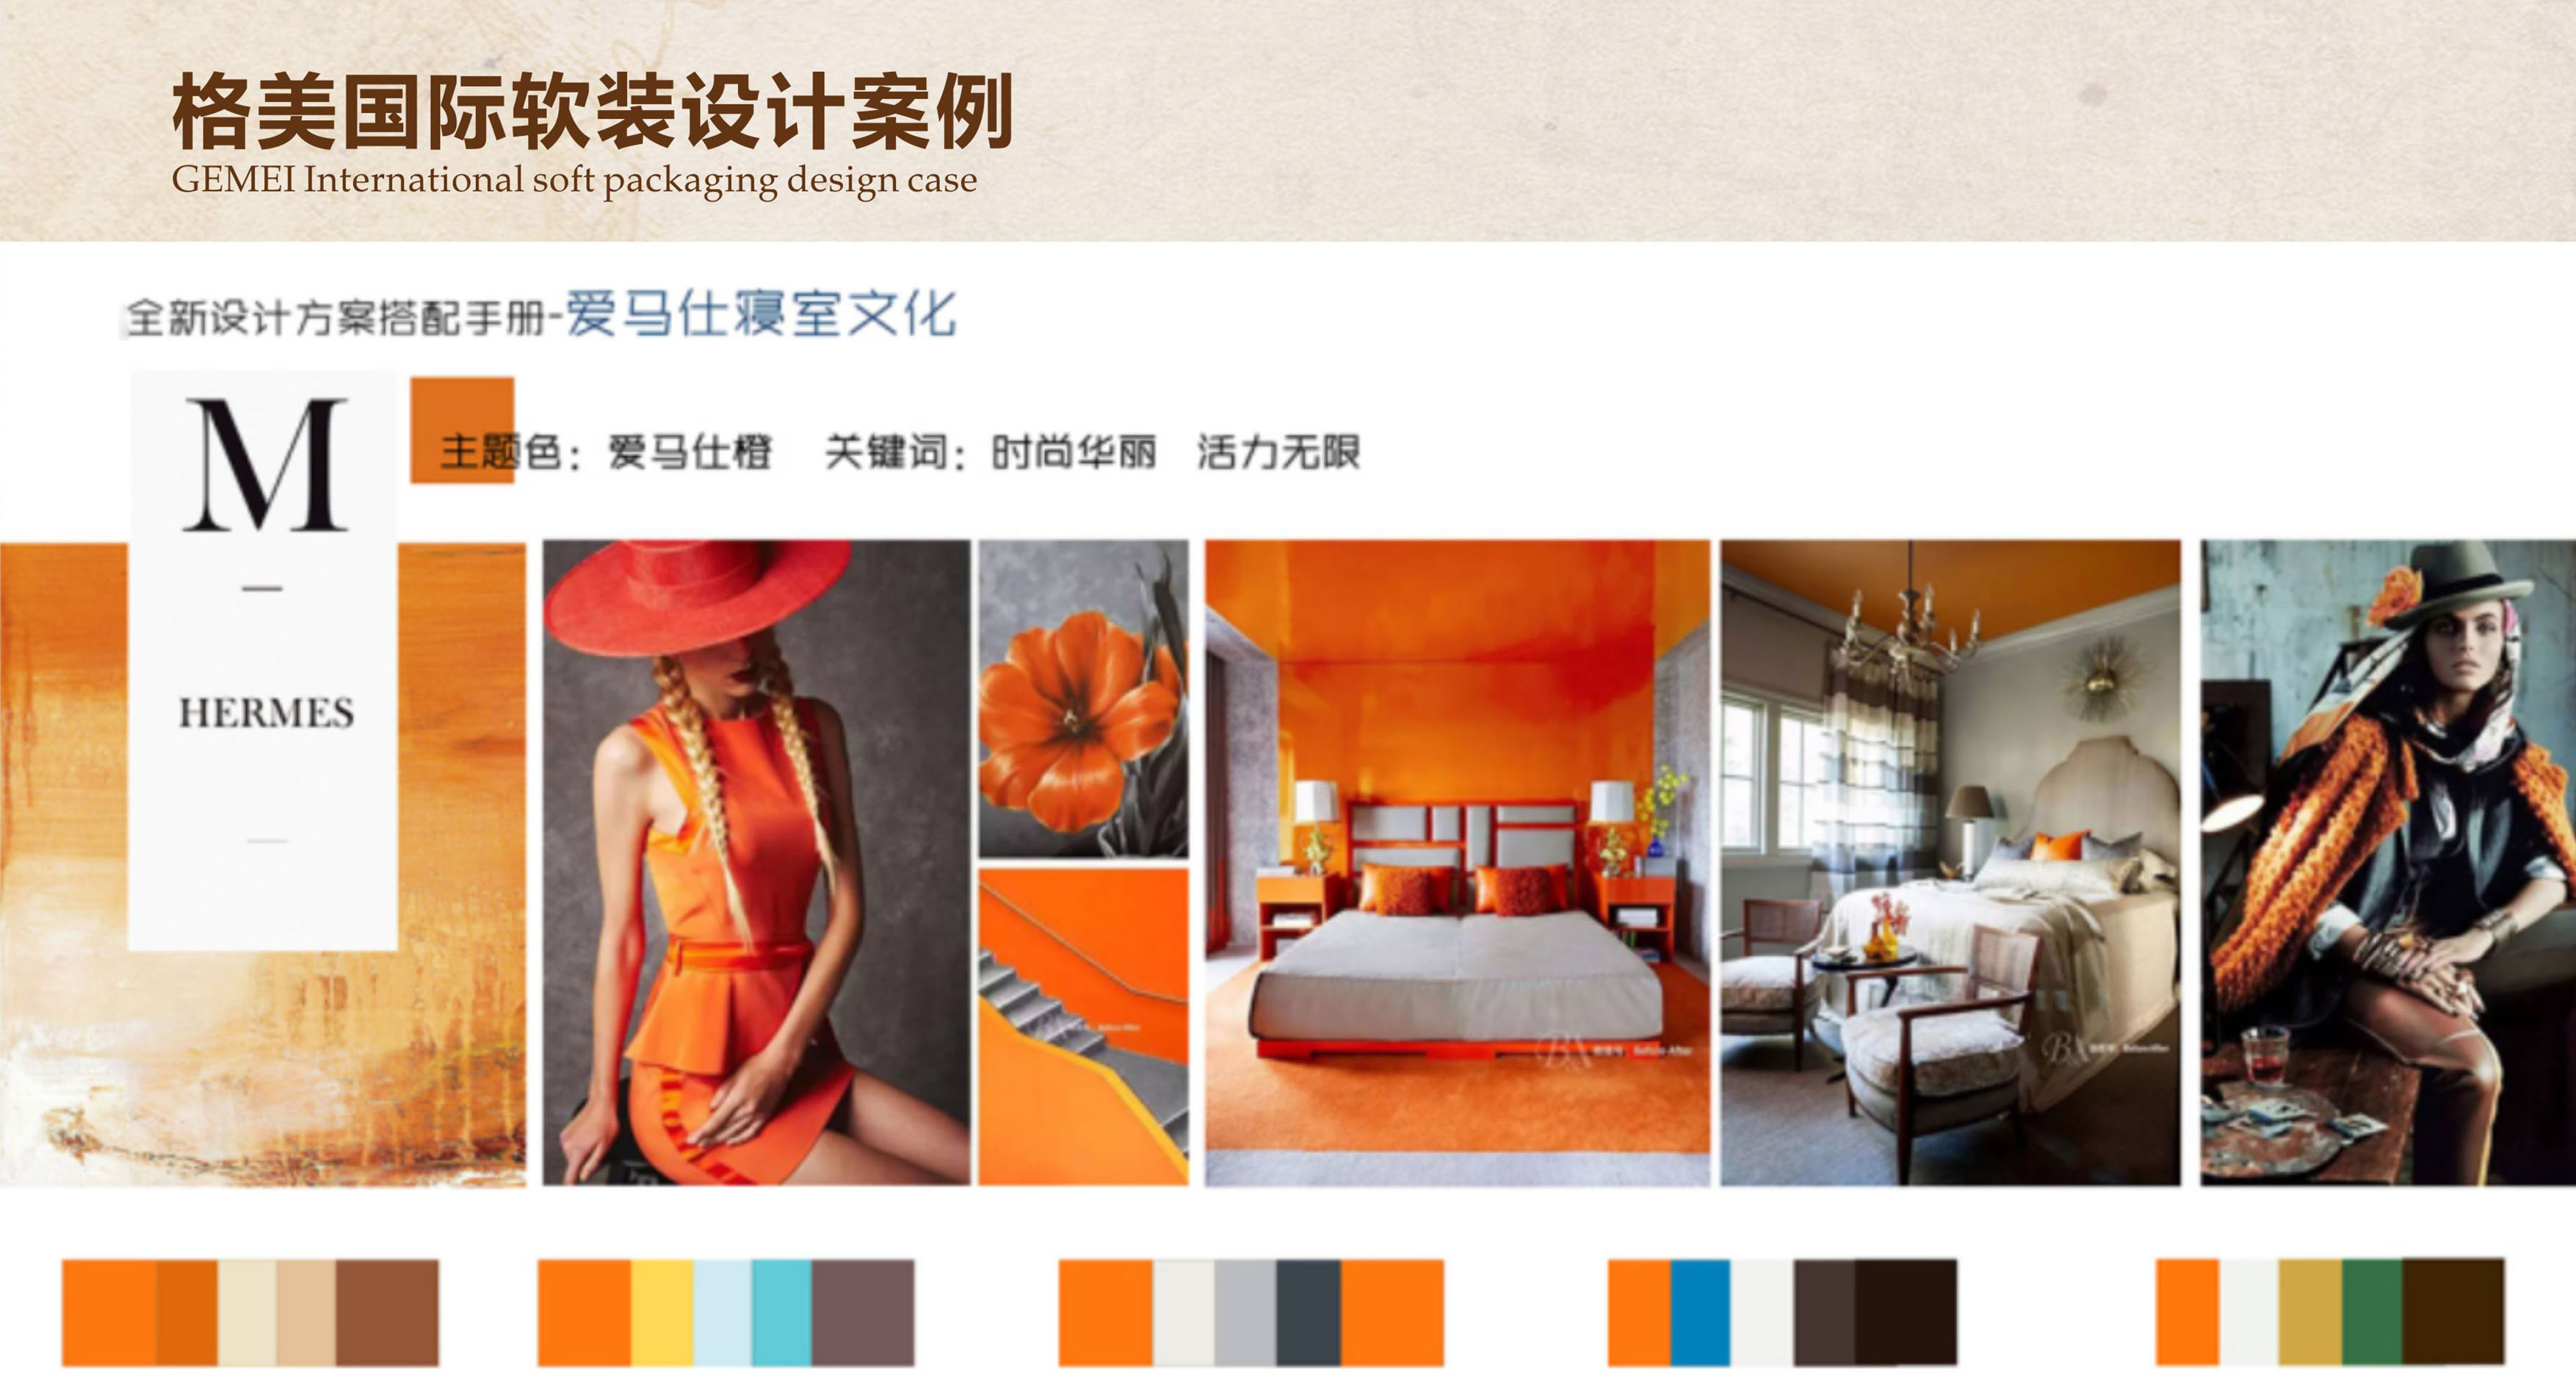 格美国际软装设计案例
GEMEI International soft packaging design case
全新设计方案搭配手册-爱马仕寝室文化
M
主题色：爱马仕橙 关键词：时尚华丽 活力无限
HERMES